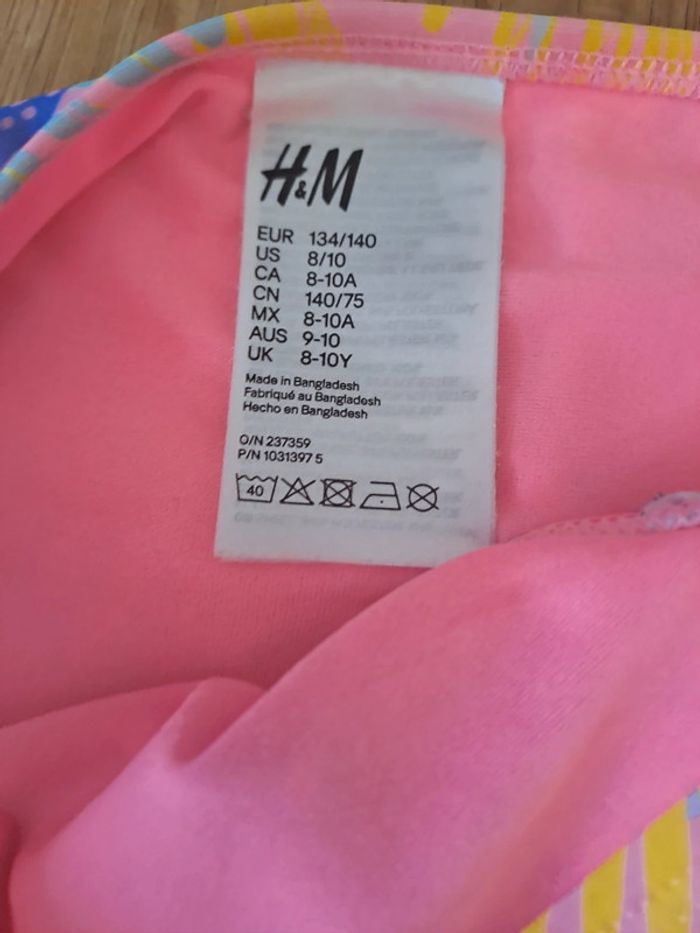 H&M
EUR 134/140
US 8/10
CA 8-10A
CN 140/75
MX 8-10A
AUS 9-10
UK 8-10Y
Made in Bangladesh
Fabriqué au Bangladesh
Hecho en Bangladesh
O/N 237359
P/N 1031397 5
40